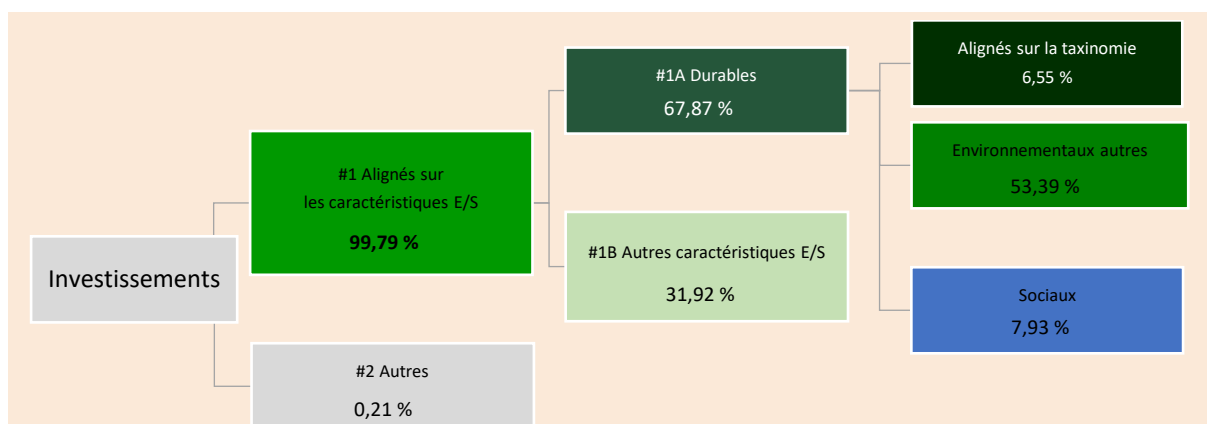 Investissements
#1 Alignés sur
les caractéristiques E/S
99,79 %
#2 Autres
0,21 %
#1A Durables
67,87 %
#1B Autres caractéristiques E/S
31,92 %
Alignés sur la taxinomie
6,55 %
Environnementaux autres
53,39 %
Sociaux
7,93 %